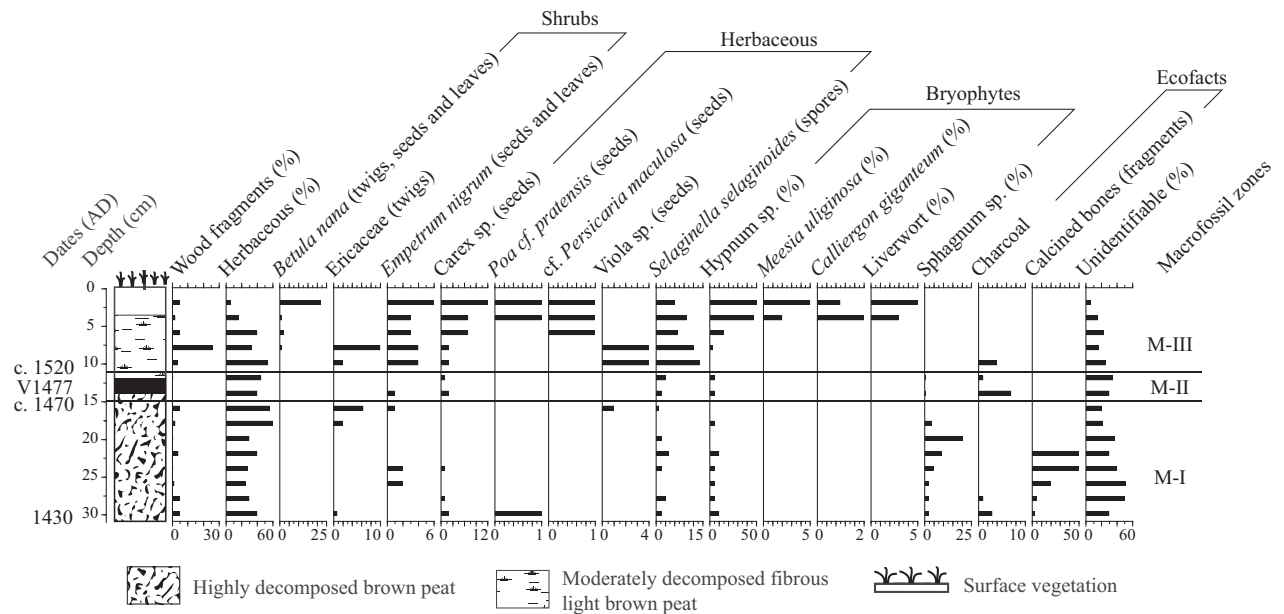 Shrubs
Herbaceous
Bryophytes
Ecofacts
Dates (AD)
Depth (cm)
Wood fragments (%)
Herbaceous (%)
Betula nana (twigs, seeds and leaves)
Ericaceae (twigs)
Empetrum nigrum (seeds and leaves)
Carex sp. (seeds)
Poa cf. pratensis (seeds)
cf. Persicaria maculosa (seeds)
Viola sp. (seeds)
Selaginella selaginoides (spores)
Hypnum sp. (%)
Meesia uliginosa (%)
Calliergon giganteum (%)
Liverwort (%)
Sphagnum sp. (%)
Charcoal
Calcined bones (fragments)
Unidentifiable (%)
Macrofossil zones
0
5
10
15
20
25
30
c. 1520
V1477
c. 1470
1430
M-III
M-II
M-I
0 30 0 60 0 25 0 10 0 6 0 12 0 1 0 1 0 4 0 15 0 10 0 5 0 2 0 5 0 25 0 10 0 50 0 60
Highly decomposed brown peat
Moderately decomposed fibrous
light brown peat
Surface vegetation